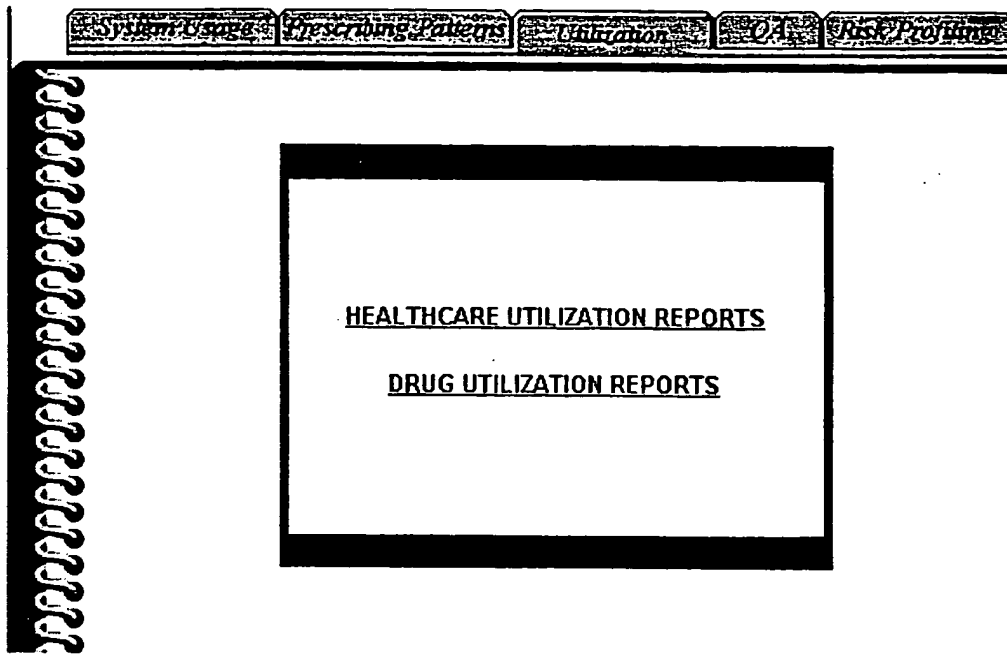 System Usage Prescribing Patterns Utilization QA Risk Profiling
HEALTHCARE UTILIZATION REPORTS
DRUG UTILIZATION REPORTS